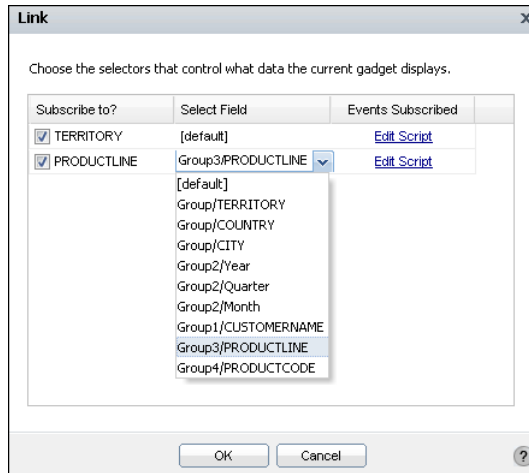 Link x
Choose the selectors that control what data the current gadget displays.
Subscribe to? Select Field Events Subscribed
TERRITORY [default] Edit Script
PRODUCTLINE Group3/PRODUCTLINE Edit Script
[default]
Group/TERRITORY
Group/COUNTRY
Group/CITY
Group2/Year
Group2/Quarter
Group2/Month
Group1/CUSTOMERNAME
Group3/PRODUCTLINE
Group4/PRODUCTCODE
OK Cancel ?